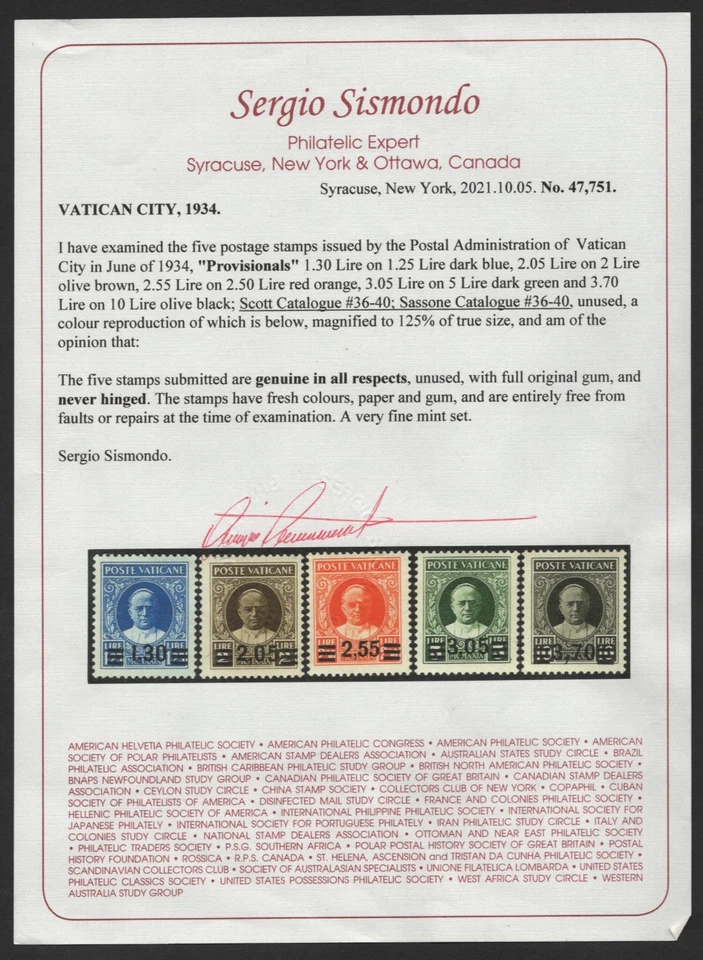 Sergio Sismondo
Philatelic Expert
Syracuse, New York & Ottawa, Canada
Syracuse, New York, 2021.10.05. No. 47,751.
VATICAN CITY, 1934.
I have examined the five postage stamps issued by the Postal Administration of Vatican
City in June of 1934, "Provisionals" 1.30 Lire on 1.25 Lire dark blue, 2.05 Lire on 2 Lire
olive brown, 2.55 Lire on 2.50 Lire red orange, 3.05 Lire on 5 Lire dark green and 3.70
Lire on 10 Lire olive black; Scott Catalogue #36-40; Sassone Catalogue #36-40, unused, a
colour reproduction of which is below, magnified to 125% of true size, and am of the
opinion that:
The five stamps submitted are genuine in all respects, unused, with full original gum, and
never hinged. The stamps have fresh colours, paper and gum, and are entirely free from
faults or repairs at the time of examination. A very fine mint set.
Sergio Sismondo.
POSTE VATICANE POSTE VATICANE POSTE VATICANE POSTE VATICANE POSTE VATICANE
LIRE LIRE LIRE LIRE LIRE LIRE LIRE LIRE LIRE
1.30 2.05 2,55 3.05 3.70
AMERICAN HELVETIA PHILATELIC SOCIETY • AMERICAN PHILATELIC CONGRESS • AMERICAN PHILATELIC SOCIETY • AMERICAN
SOCIETY OF POLAR PHILATELISTS • AMERICAN STAMP DEALERS ASSOCIATION • AUSTRALIAN STATES STUDY CIRCLE • BRAZIL
PHILATELIC ASSOCIATION • BRITISH CARIBBEAN PHILATELIC STUDY GROUP • BRITISH NORTH AMERICAN PHILATELIC SOCIETY •
BNAPS NEWFOUNDLAND STUDY GROUP • CANADIAN PHILATELIC SOCIETY OF GREAT BRITAIN • CANADIAN STAMP DEALERS
ASSOCIATION • CEYLON STUDY CIRCLE • CHINA STAMP SOCIETY • COLLECTORS CLUB OF NEW YORK • COPAPHIL • CUBAN
SOCIETY OF PHILATELISTS OF AMERICA • DISINFECTED MAIL STUDY CIRCLE • FRANCE AND COLONIES PHILATELIC SOCIETY •
HELLENIC PHILATELIC SOCIETY OF AMERICA • INTERNATIONAL PHILIPPINE PHILATELIC SOCIETY • INTERNATIONAL SOCIETY FOR
JAPANESE PHILATELY • INTERNATIONAL SOCIETY FOR PORTUGUESE PHILATELY • IRAN PHILATELIC STUDY CIRCLE • ITALY AND
COLONIES STUDY CIRCLE • NATIONAL STAMP DEALERS ASSOCIATION • OTTOMAN AND NEAR EAST PHILATELIC SOCIETY
• PHILATELIC TRADERS SOCIETY • P.S.G. SOUTHERN AFRICA • POLAR POSTAL HISTORY SOCIETY OF GREAT BRITAIN • POSTAL
HISTORY FOUNDATION • ROSSICA • R.P.S. CANADA • ST. HELENA, ASCENSION and TRISTAN DA CUNHA PHILATELIC SOCIETY •
SCANDINAVIAN COLLECTORS CLUB • SOCIETY OF AUSTRALASIAN SPECIALISTS • UNIONE FILATELICA LOMBARDA • UNITED STATES
PHILATELIC CLASSICS SOCIETY • UNITED STATES POSSESSIONS PHILATELIC SOCIETY • WEST AFRICA STUDY CIRCLE • WESTERN
AUSTRALIA STUDY GROUP